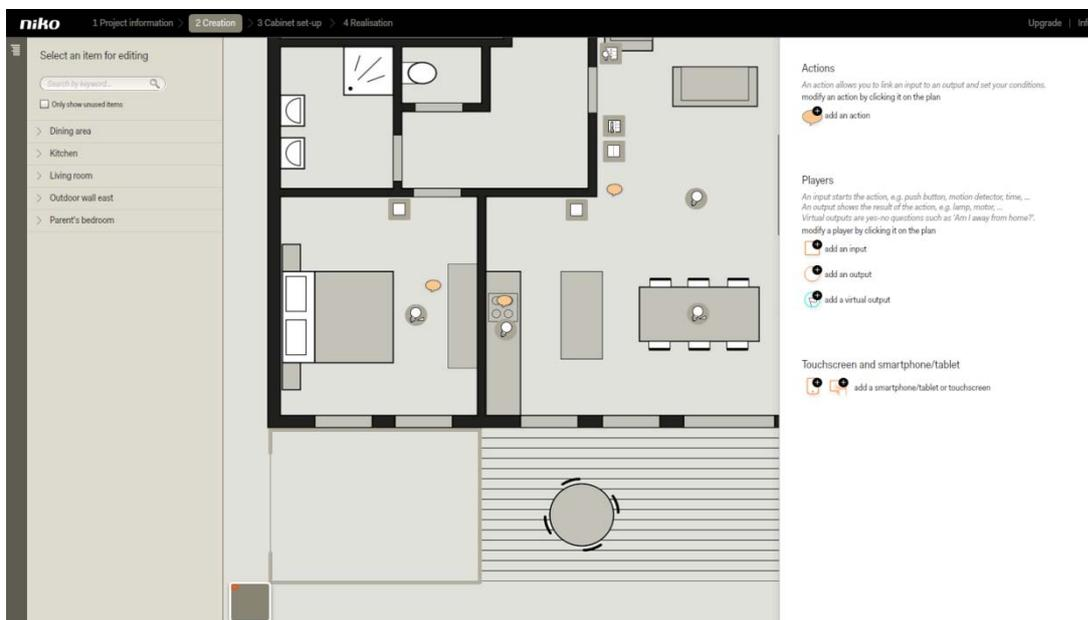 niko
1 Project information
2 Creation
3 Cabinet set-up
4 Realisation
Upgrade
Select an item for editing
Search by keyword...
Only show unused items
Dining area
Kitchen
Living room
Outdoor wall east
Parent's bedroom
Actions
An action allows you to link an input to an output and set your conditions.
modify an action by clicking it on the plan
add an action
Players
An input starts the action, e.g. push button, motion detector, time, ...
An output shows the result of the action, e.g. lamp, motor, ...
Virtual outputs are yes-no questions such as 'Am I away from home?'.
modify a player by clicking it on the plan
add an input
add an output
add a virtual output
Touchscreen and smartphone/tablet
add a smartphone/tablet or touchscreen